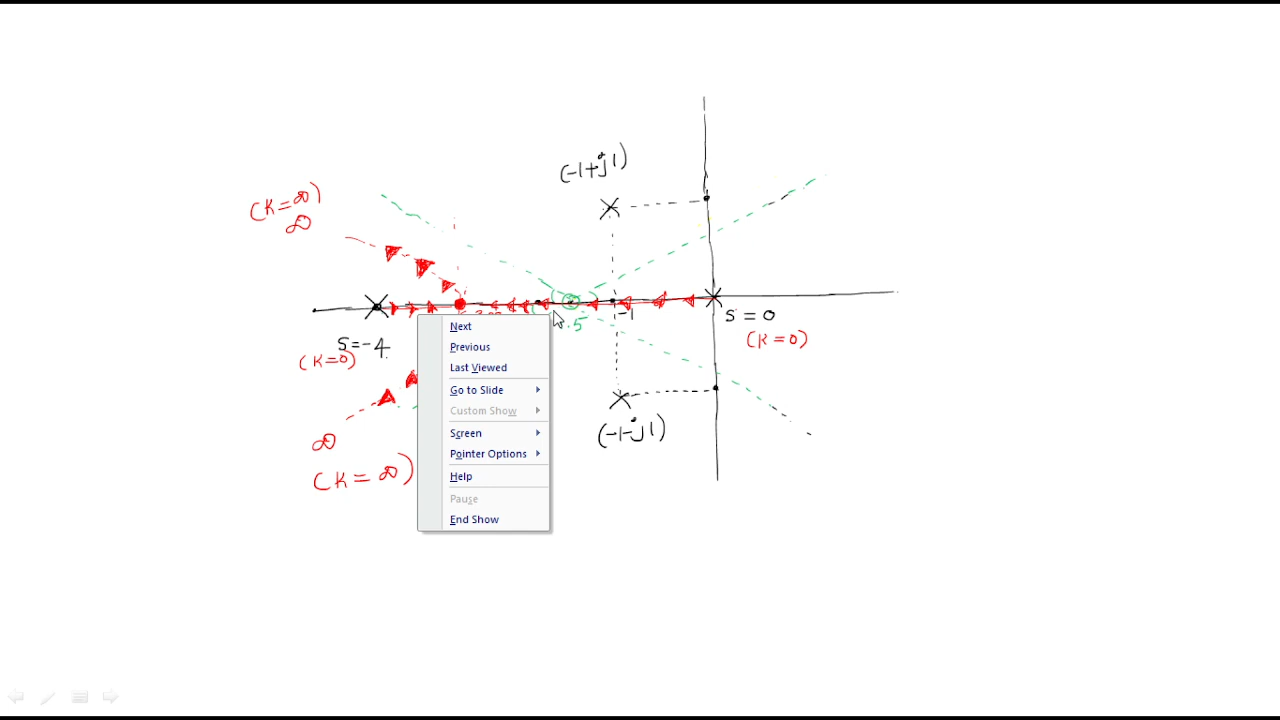 (-1+j1)
(K=∞)
∞
-1
S=0
.5
(K=0)
S=-4
(K=0)
Next
Previous
Last Viewed
Go to Slide
Custom Show
Screen
Pointer Options
Help
Pause
End Show
(-1-j1)
∞
(K=∞)